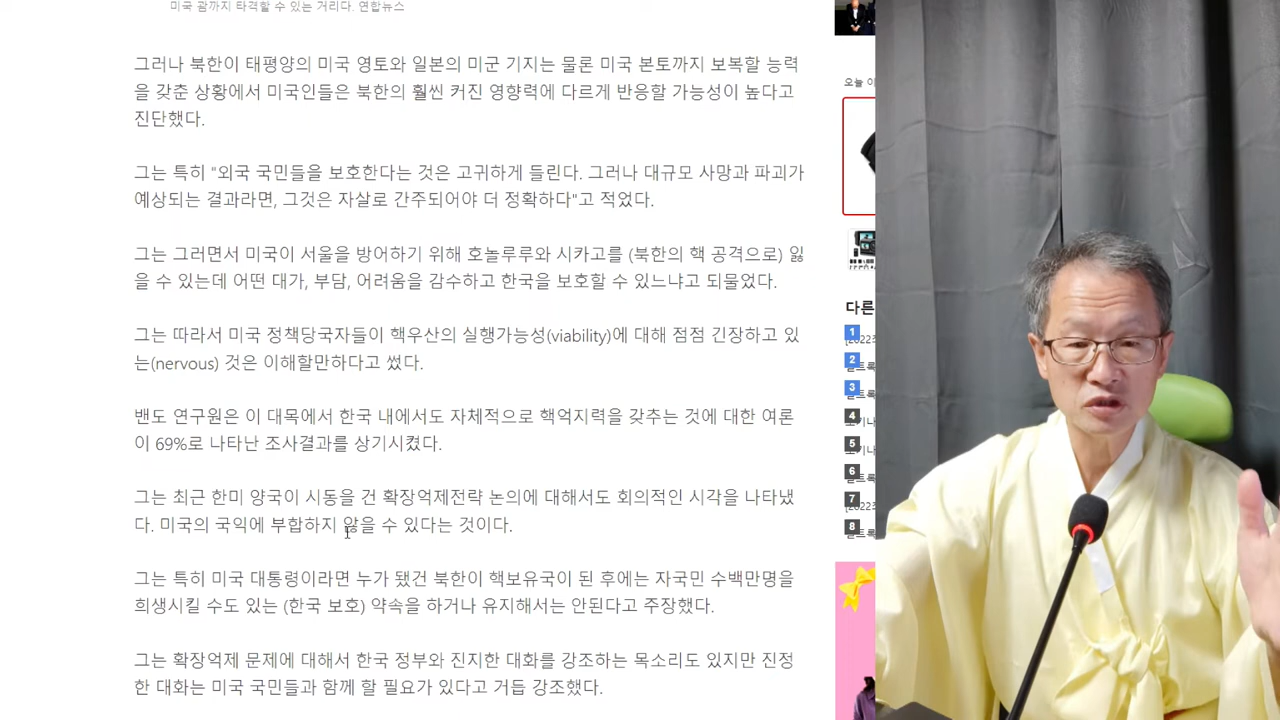 미국 괌까지 타격할 수 있는 거리다. 연합뉴스
그러나 북한이 태평양의 미국 영토와 일본의 미군 기지는 물론 미국 본토까지 보복할 능력
을 갖춘 상황에서 미국인들은 북한의 훨씬 커진 영향력에 다르게 반응할 가능성이 높다고
진단했다.
그는 특히 "외국 국민들을 보호한다는 것은 고귀하게 들린다. 그러나 대규모 사망과 파괴가
예상되는 결과라면, 그것은 자살로 간주되어야 더 정확하다"고 적었다.
그는 그러면서 미국이 서울을 방어하기 위해 호놀루루와 시카고를 (북한의 핵 공격으로) 잃
을 수 있는데 어떤 대가, 부담, 어려움을 감수하고 한국을 보호할 수 있느냐고 되물었다.
그는 따라서 미국 정책당국자들이 핵우산의 실행가능성(viability)에 대해 점점 긴장하고 있
는(nervous) 것은 이해할만하다고 썼다.
밴도 연구원은 이 대목에서 한국 내에서도 자체적으로 핵억지력을 갖추는 것에 대한 여론
이 69%로 나타난 조사결과를 상기시켰다.
그는 최근 한미 양국이 시동을 건 확장억제전략 논의에 대해서도 회의적인 시각을 나타냈
다. 미국의 국익에 부합하지 않을 수 있다는 것이다.
그는 특히 미국 대통령이라면 누가 됐건 북한이 핵보유국이 된 후에는 자국민 수백만명을
희생시킬 수도 있는 (한국 보호) 약속을 하거나 유지해서는 안된다고 주장했다.
그는 확장억제 문제에 대해서 한국 정부와 진지한 대화를 강조하는 목소리도 있지만 진정
한 대화는 미국 국민들과 함께 할 필요가 있다고 거듭 강조했다.
오늘 이
다른
1
[2022
2
3
4
5
6
7
[2022
8